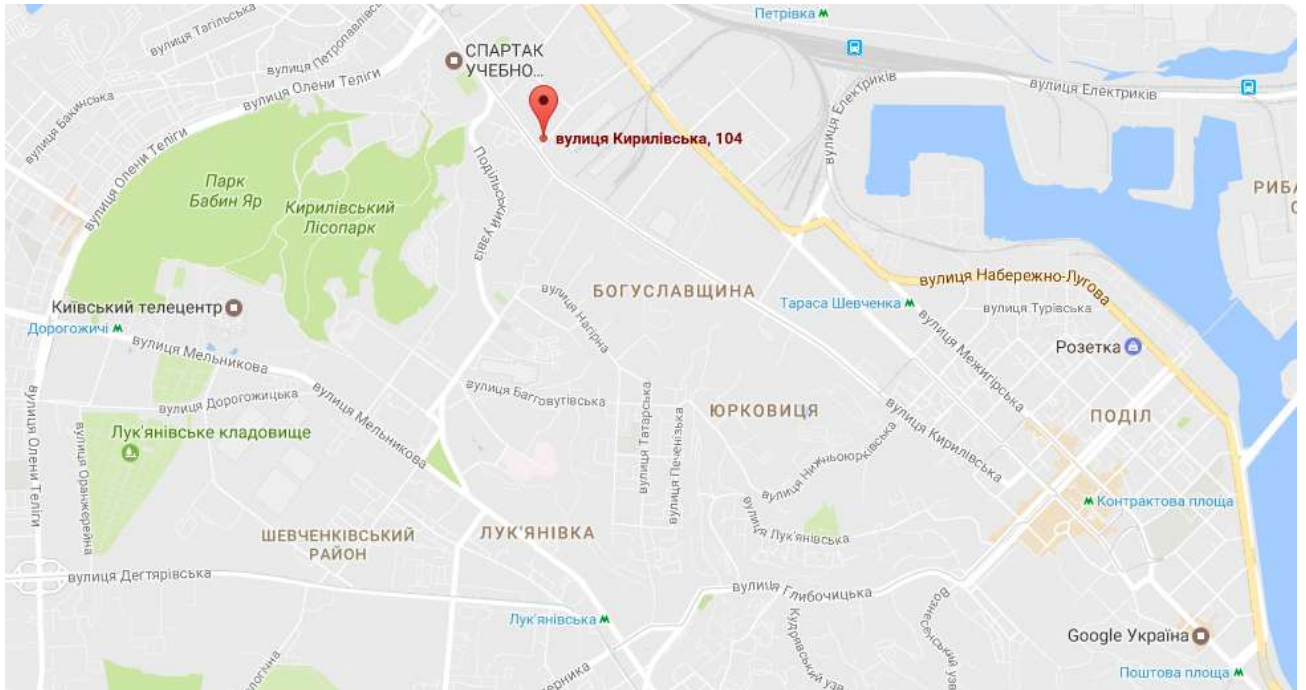 Петрівка
вулиця Тагільська
вулиця Петропавлівська
СПАРТАК
УЧЕБНО...
вулиця Олени Теліги
вулиця Електриків
вулиця Електриків
вулиця Бакинська
вулиця Кирилівська, 104
вулиця Олени Теліги
Подільський узвіз
Парк
Бабин Яр
Кирилівський
Лісопарк
РИБА
БОГУСЛАВЩИНА
вулиця Набережно-Лугова
Київський телецентр
Тараса Шевченка
вулиця Турівська
Дорогожичі
вулиця Нагірна
вулиця Межигірська
Розетка
вулиця Мельникова
вулиця Багговутівська
вулиця Дорогожицька
вулиця Мельникова
ЮРКОВИЦЯ
ПОДІЛ
вулиця Татарська
вулиця Печенізька
вулиця Кирилівська
Лук'янівське кладовище
вулиця Олени Теліги
вулиця Оранжерейна
вулиця Нижньоюрківська
Контрактова площа
ШЕВЧЕНКІВСЬКИЙ
РАЙОН
ЛУК'ЯНІВКА
вулиця Лук'янівська
вулиця Дегтярівська
вулиця Глибочицька
Лук'янівська
Вознесенський узв
Кудрявський узв
Google Україна
Поштова площа